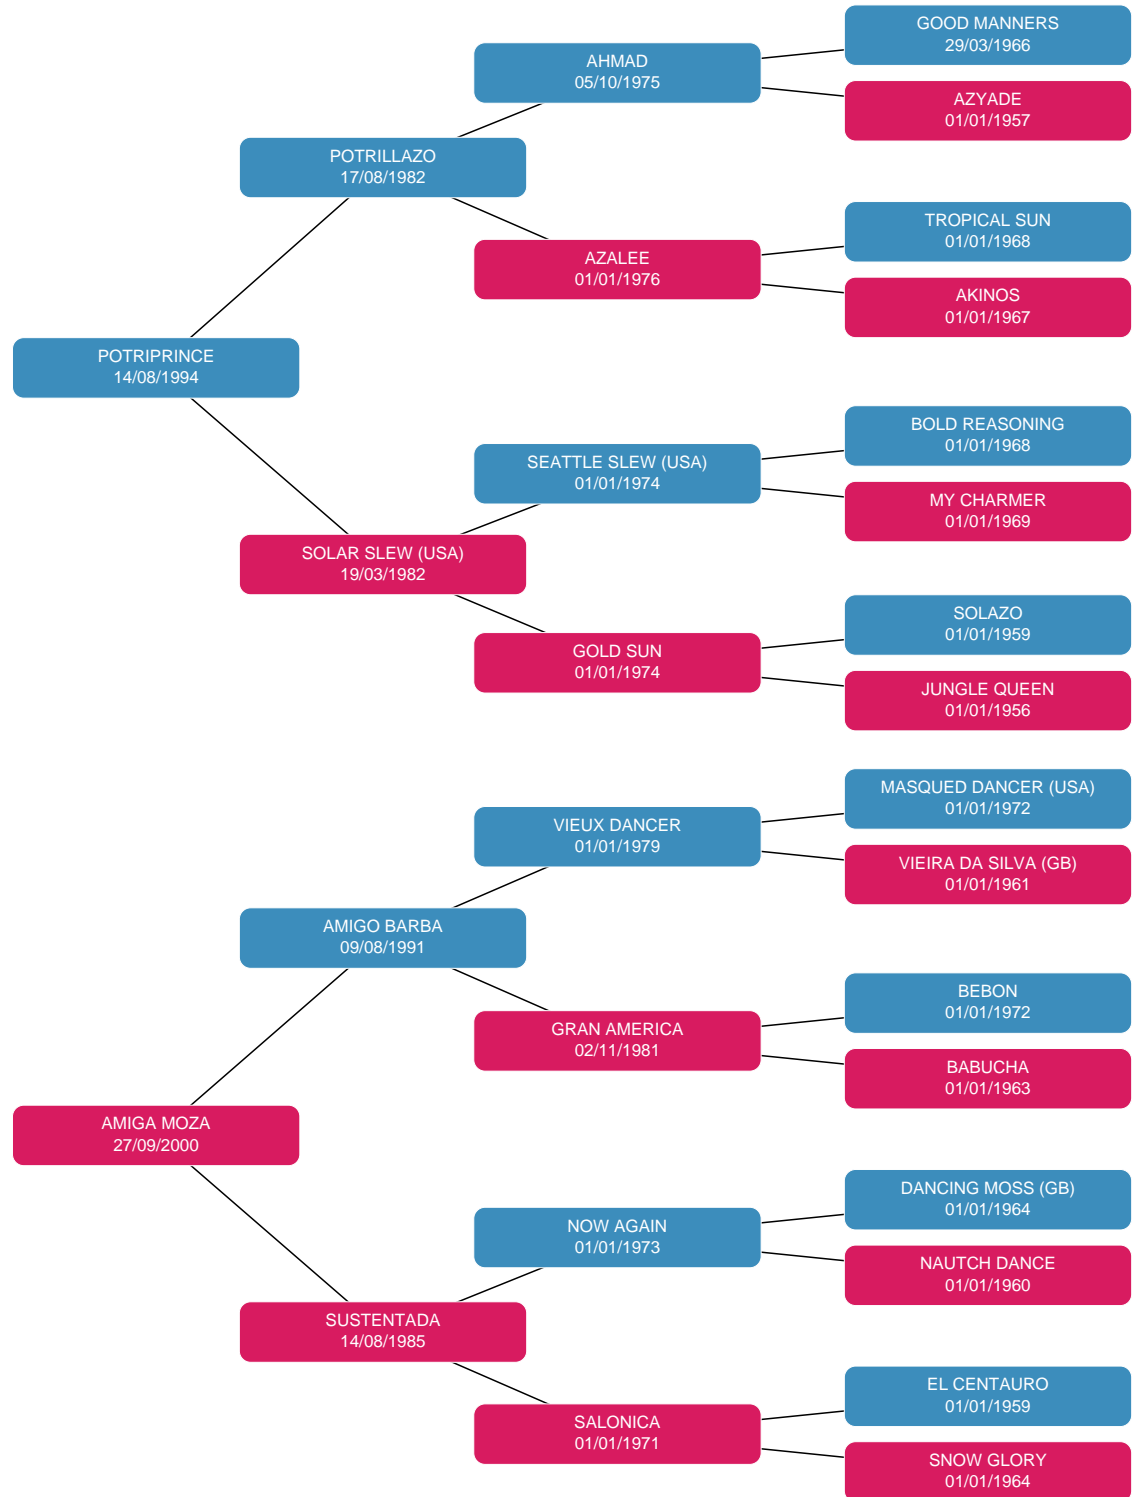 GOOD MANNERS
29/03/1966
AHMAD
05/10/1975
AZYADE
01/01/1957
POTRILLAZO
17/08/1982
TROPICAL SUN
01/01/1968
AZALEE
01/01/1976
AKINOS
01/01/1967
POTRIPRINCE
14/08/1994
BOLD REASONING
01/01/1968
SEATTLE SLEW (USA)
01/01/1974
MY CHARMER
01/01/1969
SOLAR SLEW (USA)
19/03/1982
SOLAZO
01/01/1959
GOLD SUN
01/01/1974
JUNGLE QUEEN
01/01/1956
MASQUED DANCER (USA)
01/01/1972
VIEUX DANCER
01/01/1979
VIEIRA DA SILVA (GB)
01/01/1961
AMIGO BARBA
09/08/1991
BEBON
01/01/1972
GRAN AMERICA
02/11/1981
BABUCHA
01/01/1963
AMIGA MOZA
27/09/2000
DANCING MOSS (GB)
01/01/1964
NOW AGAIN
01/01/1973
NAUTCH DANCE
01/01/1960
SUSTENTADA
14/08/1985
EL CENTAURO
01/01/1959
SALONICA
01/01/1971
SNOW GLORY
01/01/1964